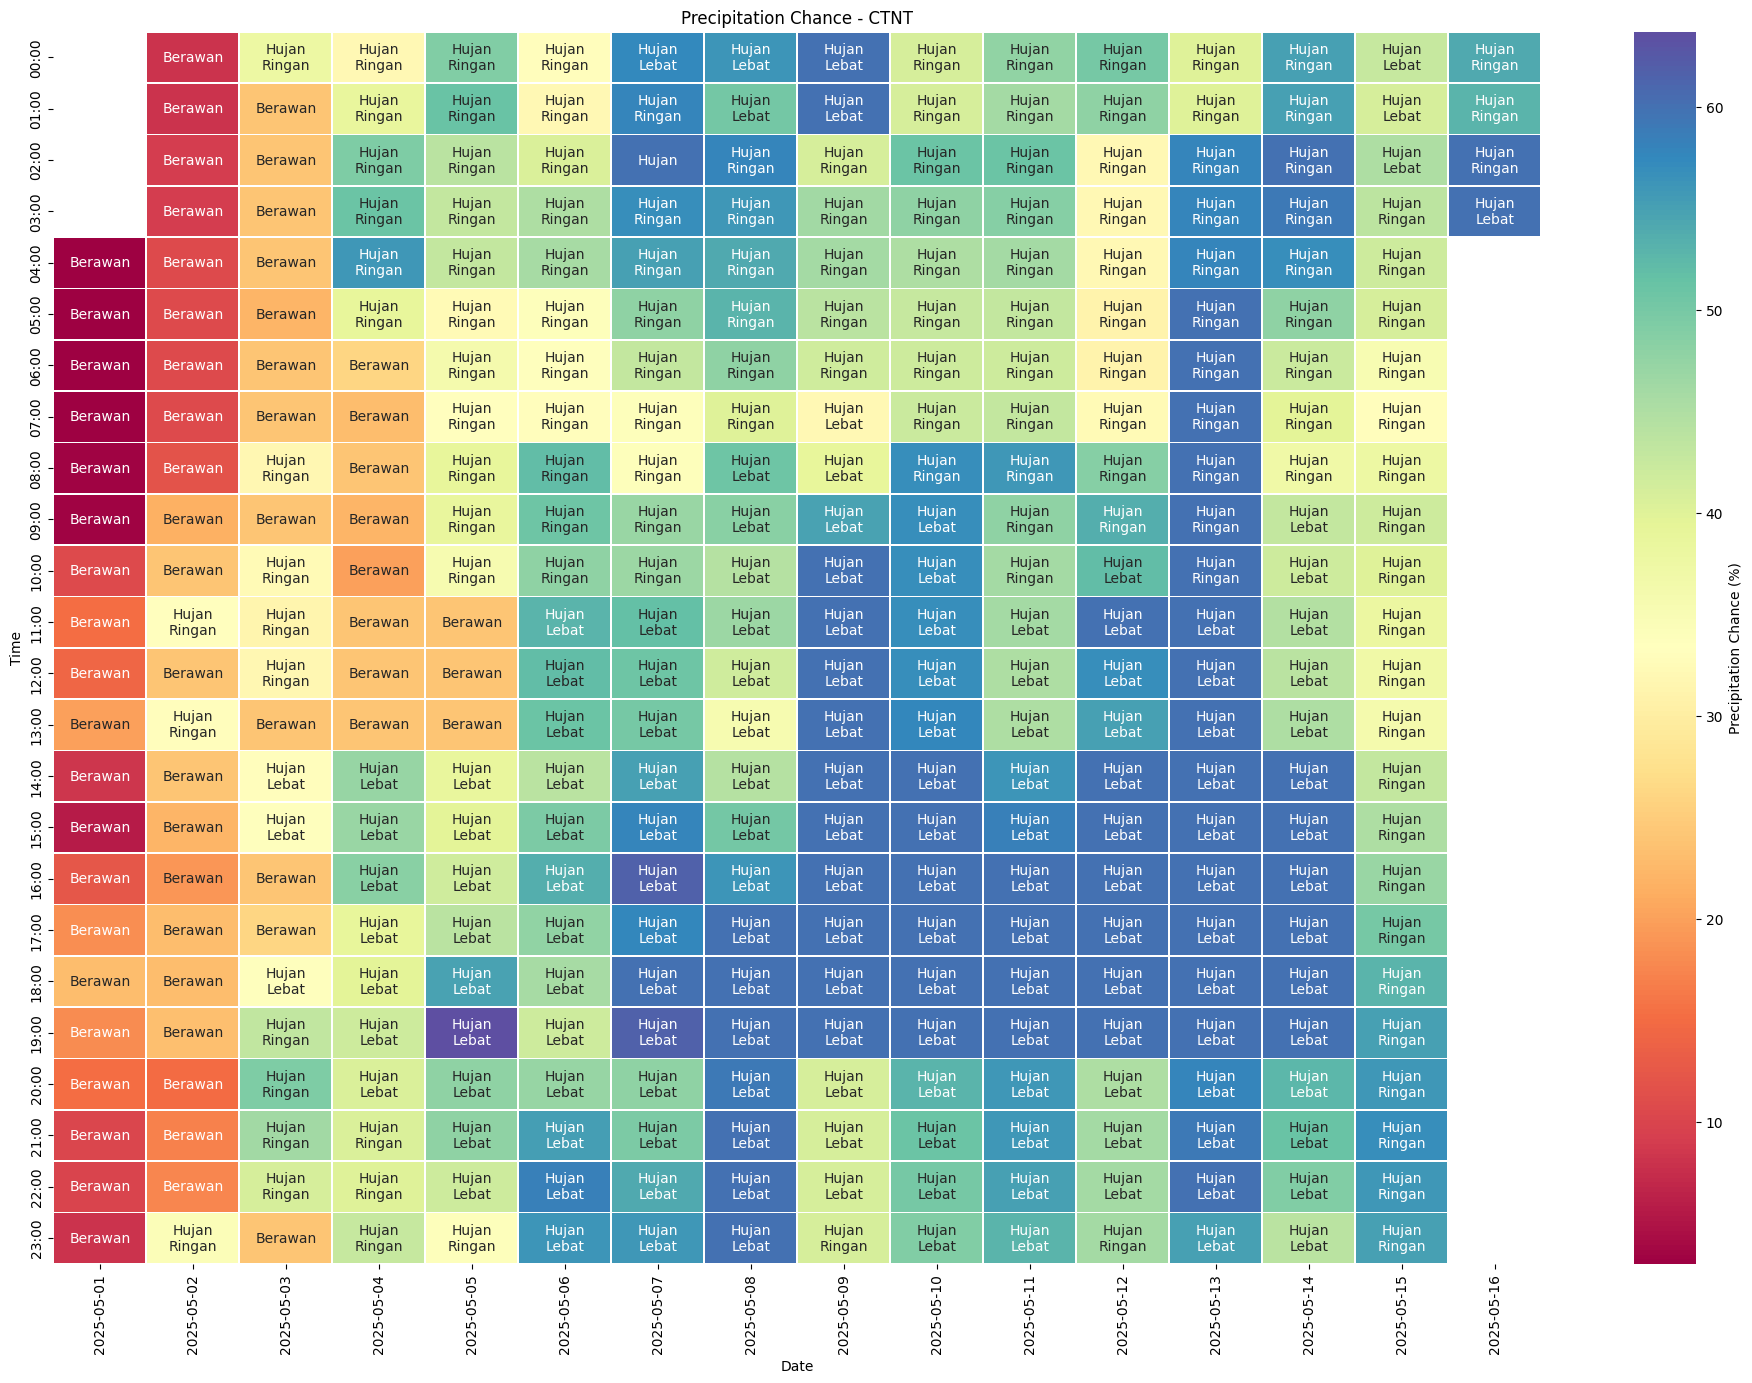 Precipitation Chance - CTNT
00:00 Berawan Hujan Ringan Hujan Ringan Hujan Ringan Hujan Ringan Hujan Lebat Hujan Lebat Hujan Lebat Hujan Ringan Hujan Ringan Hujan Ringan Hujan Ringan Hujan Ringan Hujan Lebat Hujan Ringan
01:00 Berawan Berawan Hujan Ringan Hujan Ringan Hujan Ringan Hujan Ringan Hujan Lebat Hujan Lebat Hujan Ringan Hujan Ringan Hujan Ringan Hujan Ringan Hujan Ringan Hujan Lebat Hujan Ringan
02:00 Berawan Berawan Hujan Ringan Hujan Ringan Hujan Ringan Hujan Hujan Ringan Hujan Ringan Hujan Ringan Hujan Ringan Hujan Ringan Hujan Ringan Hujan Ringan Hujan Lebat Hujan Ringan
03:00 Berawan Berawan Hujan Ringan Hujan Ringan Hujan Ringan Hujan Ringan Hujan Ringan Hujan Ringan Hujan Ringan Hujan Ringan Hujan Ringan Hujan Ringan Hujan Ringan Hujan Ringan Hujan Lebat
04:00 Berawan Berawan Berawan Hujan Ringan Hujan Ringan Hujan Ringan Hujan Ringan Hujan Ringan Hujan Ringan Hujan Ringan Hujan Ringan Hujan Ringan Hujan Ringan Hujan Ringan Hujan Ringan
05:00 Berawan Berawan Berawan Hujan Ringan Hujan Ringan Hujan Ringan Hujan Ringan Hujan Ringan Hujan Ringan Hujan Ringan Hujan Ringan Hujan Ringan Hujan Ringan Hujan Ringan Hujan Ringan
06:00 Berawan Berawan Berawan Berawan Hujan Ringan Hujan Ringan Hujan Ringan Hujan Ringan Hujan Ringan Hujan Ringan Hujan Ringan Hujan Ringan Hujan Ringan Hujan Ringan Hujan Ringan
07:00 Berawan Berawan Berawan Berawan Hujan Ringan Hujan Ringan Hujan Ringan Hujan Ringan Hujan Lebat Hujan Ringan Hujan Ringan Hujan Ringan Hujan Ringan Hujan Ringan Hujan Ringan
08:00 Berawan Berawan Hujan Ringan Berawan Hujan Ringan Hujan Ringan Hujan Ringan Hujan Lebat Hujan Lebat Hujan Ringan Hujan Ringan Hujan Ringan Hujan Ringan Hujan Ringan Hujan Ringan
09:00 Berawan Berawan Berawan Berawan Hujan Ringan Hujan Ringan Hujan Ringan Hujan Lebat Hujan Lebat Hujan Lebat Hujan Ringan Hujan Ringan Hujan Ringan Hujan Lebat Hujan Ringan
10:00 Berawan Berawan Hujan Ringan Berawan Hujan Ringan Hujan Ringan Hujan Ringan Hujan Lebat Hujan Lebat Hujan Lebat Hujan Ringan Hujan Lebat Hujan Ringan Hujan Lebat Hujan Ringan
11:00 Berawan Hujan Ringan Hujan Ringan Berawan Berawan Hujan Lebat Hujan Lebat Hujan Lebat Hujan Lebat Hujan Lebat Hujan Lebat Hujan Lebat Hujan Lebat Hujan Lebat Hujan Ringan
12:00 Berawan Berawan Hujan Ringan Berawan Berawan Hujan Lebat Hujan Lebat Hujan Lebat Hujan Lebat Hujan Lebat Hujan Lebat Hujan Lebat Hujan Lebat Hujan Lebat Hujan Ringan
13:00 Berawan Hujan Ringan Berawan Berawan Berawan Hujan Lebat Hujan Lebat Hujan Lebat Hujan Lebat Hujan Lebat Hujan Lebat Hujan Lebat Hujan Lebat Hujan Lebat Hujan Ringan
14:00 Berawan Berawan Hujan Lebat Hujan Lebat Hujan Lebat Hujan Lebat Hujan Lebat Hujan Lebat Hujan Lebat Hujan Lebat Hujan Lebat Hujan Lebat Hujan Lebat Hujan Lebat Hujan Ringan
15:00 Berawan Berawan Hujan Lebat Hujan Lebat Hujan Lebat Hujan Lebat Hujan Lebat Hujan Lebat Hujan Lebat Hujan Lebat Hujan Lebat Hujan Lebat Hujan Lebat Hujan Lebat Hujan Ringan
16:00 Berawan Berawan Berawan Hujan Lebat Hujan Lebat Hujan Lebat Hujan Lebat Hujan Lebat Hujan Lebat Hujan Lebat Hujan Lebat Hujan Lebat Hujan Lebat Hujan Lebat Hujan Ringan
17:00 Berawan Berawan Berawan Hujan Lebat Hujan Lebat Hujan Lebat Hujan Lebat Hujan Lebat Hujan Lebat Hujan Lebat Hujan Lebat Hujan Lebat Hujan Lebat Hujan Lebat Hujan Ringan
18:00 Berawan Berawan Hujan Lebat Hujan Lebat Hujan Lebat Hujan Lebat Hujan Lebat Hujan Lebat Hujan Lebat Hujan Lebat Hujan Lebat Hujan Lebat Hujan Lebat Hujan Lebat Hujan Ringan
19:00 Berawan Berawan Hujan Ringan Hujan Lebat Hujan Lebat Hujan Lebat Hujan Lebat Hujan Lebat Hujan Lebat Hujan Lebat Hujan Lebat Hujan Lebat Hujan Lebat Hujan Lebat Hujan Ringan
20:00 Berawan Berawan Hujan Ringan Hujan Lebat Hujan Lebat Hujan Lebat Hujan Lebat Hujan Lebat Hujan Lebat Hujan Lebat Hujan Lebat Hujan Lebat Hujan Lebat Hujan Lebat Hujan Ringan
21:00 Berawan Berawan Hujan Ringan Hujan Ringan Hujan Lebat Hujan Lebat Hujan Lebat Hujan Lebat Hujan Lebat Hujan Lebat Hujan Lebat Hujan Lebat Hujan Lebat Hujan Lebat Hujan Ringan
22:00 Berawan Berawan Hujan Ringan Hujan Ringan Hujan Lebat Hujan Lebat Hujan Lebat Hujan Lebat Hujan Lebat Hujan Lebat Hujan Lebat Hujan Lebat Hujan Lebat Hujan Lebat Hujan Ringan
23:00 Berawan Hujan Ringan Berawan Hujan Ringan Hujan Ringan Hujan Lebat Hujan Lebat Hujan Lebat Hujan Ringan Hujan Lebat Hujan Lebat Hujan Ringan Hujan Lebat Hujan Lebat Hujan Ringan
Time
2025-05-01 2025-05-02 2025-05-03 2025-05-04 2025-05-05 2025-05-06 2025-05-07 2025-05-08 2025-05-09 2025-05-10 2025-05-11 2025-05-12 2025-05-13 2025-05-14 2025-05-15 2025-05-16
Date
60
50
40
30
20
10
Precipitation Chance (%)